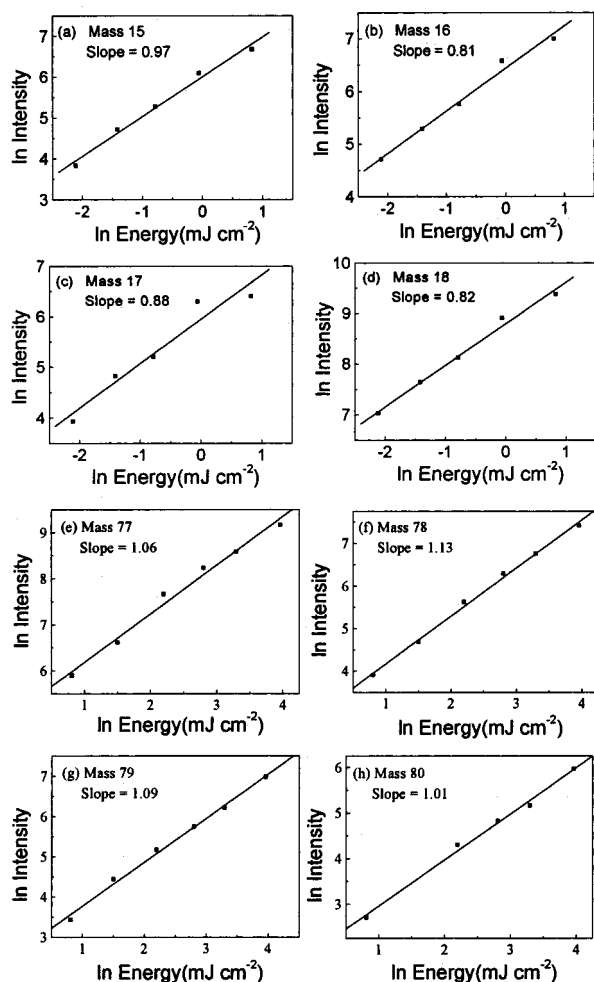 (a) Mass 15
Slope = 0.97
7
6
5
4
3
-2 -1 0 1
ln Intensity
ln Energy(mJ cm-2)
(b) Mass 16
Slope = 0.81
7
6
5
4
-2 -1 0 1
ln Intensity
ln Energy(mJ cm-2)
(c) Mass 17
Slope = 0.88
7
6
5
4
-2 -1 0 1
ln Intensity
ln Energy(mJ cm-2)
(d) Mass 18
Slope = 0.82
10
9
8
7
-2 -1 0 1
ln Intensity
ln Energy(mJ cm-2)
(e) Mass 77
Slope = 1.06
9
8
7
6
1 2 3 4
ln Intensity
ln Energy(mJ cm-2)
(f) Mass 78
Slope = 1.13
7
6
5
4
1 2 3 4
ln Intensity
ln Energy(mJ cm-2)
(g) Mass 79
Slope = 1.09
7
6
5
4
3
1 2 3 4
ln Intensity
ln Energy(mJ cm-2)
(h) Mass 80
Slope = 1.01
6
5
4
3
1 2 3 4
ln Intensity
ln Energy(mJ cm-2)